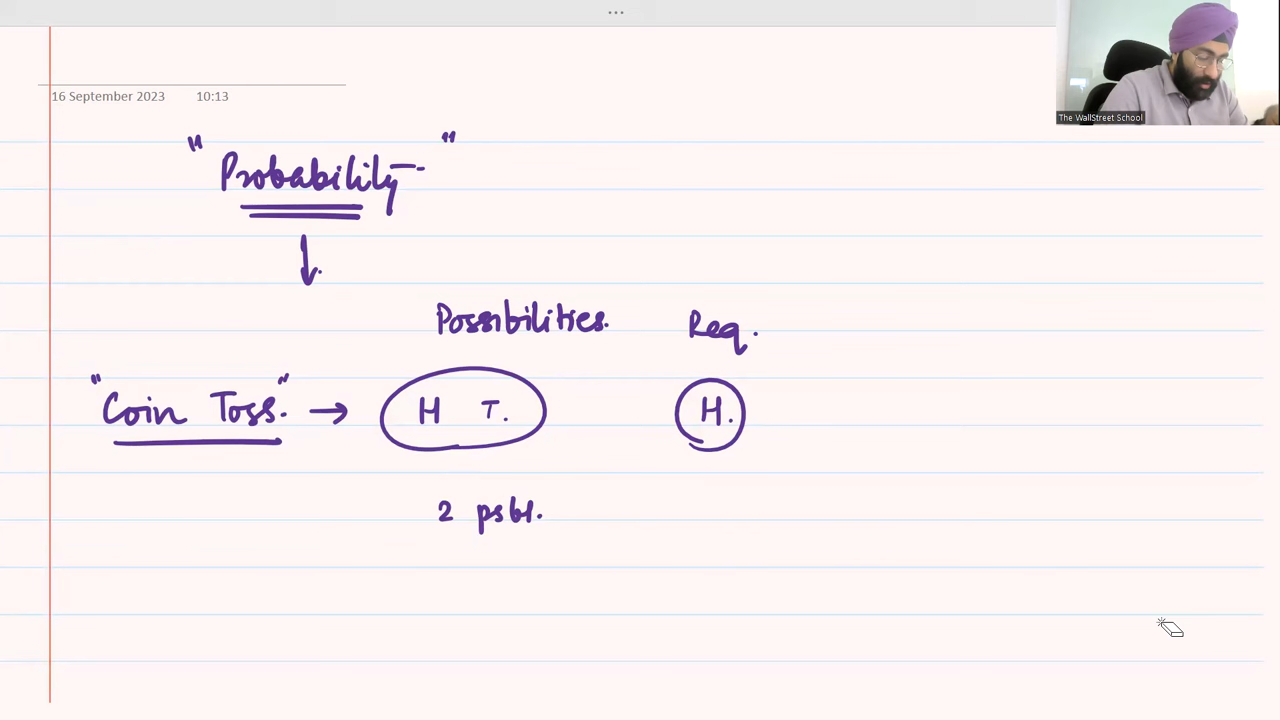 The WallStreet School
16 September 2023 10:13
" Probability "
Possibilities. Req.
"Coin Toss." → H T. H.
2 psbl.